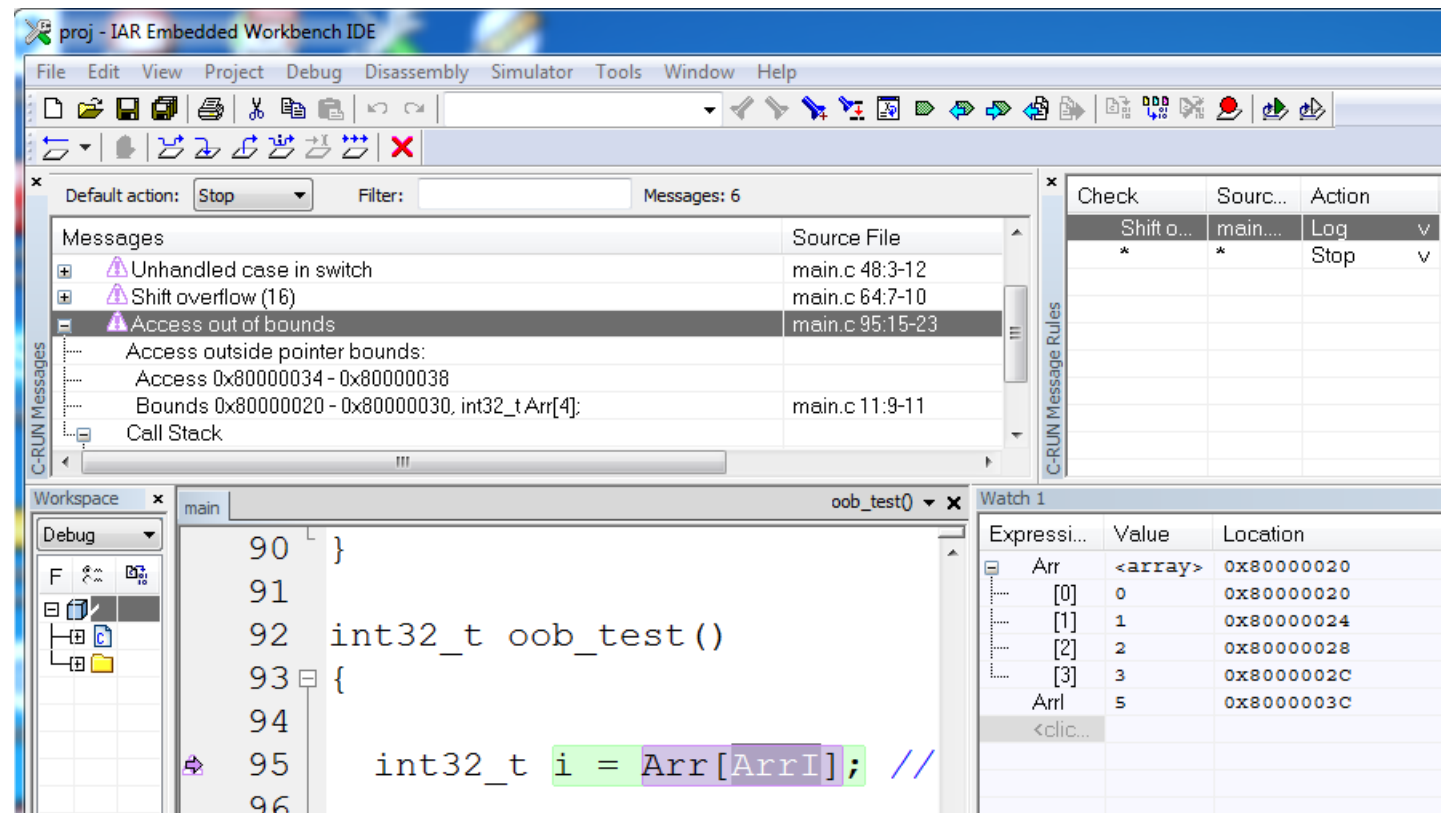 proj - IAR Embedded Workbench IDE
File Edit View Project Debug Disassembly Simulator Tools Window Help
Default action: Stop Filter: Messages: 6
Messages Source File
Unhandled case in switch main.c 48:3-12
Shift overflow (16) main.c 64:7-10
Access out of bounds main.c 95:15-23
Access outside pointer bounds:
Access 0x80000034 - 0x80000038
Bounds 0x80000020 - 0x80000030, int32_t Arr[4]; main.c 11:9-11
Call Stack
C-RUN Messages
Check Sourc... Action
Shift o... main.... Log
* * Stop
C-RUN Message Rules
Workspace
Debug
F
main oob_test()
90 }
91
92 int32_t oob_test()
93 {
94
95 int32_t i = Arr[ArrI]; //
96
Watch 1
Expressi... Value Location
Arr <array> 0x80000020
[0] 0 0x80000020
[1] 1 0x80000024
[2] 2 0x80000028
[3] 3 0x8000002C
ArrI 5 0x8000003C
<clic...